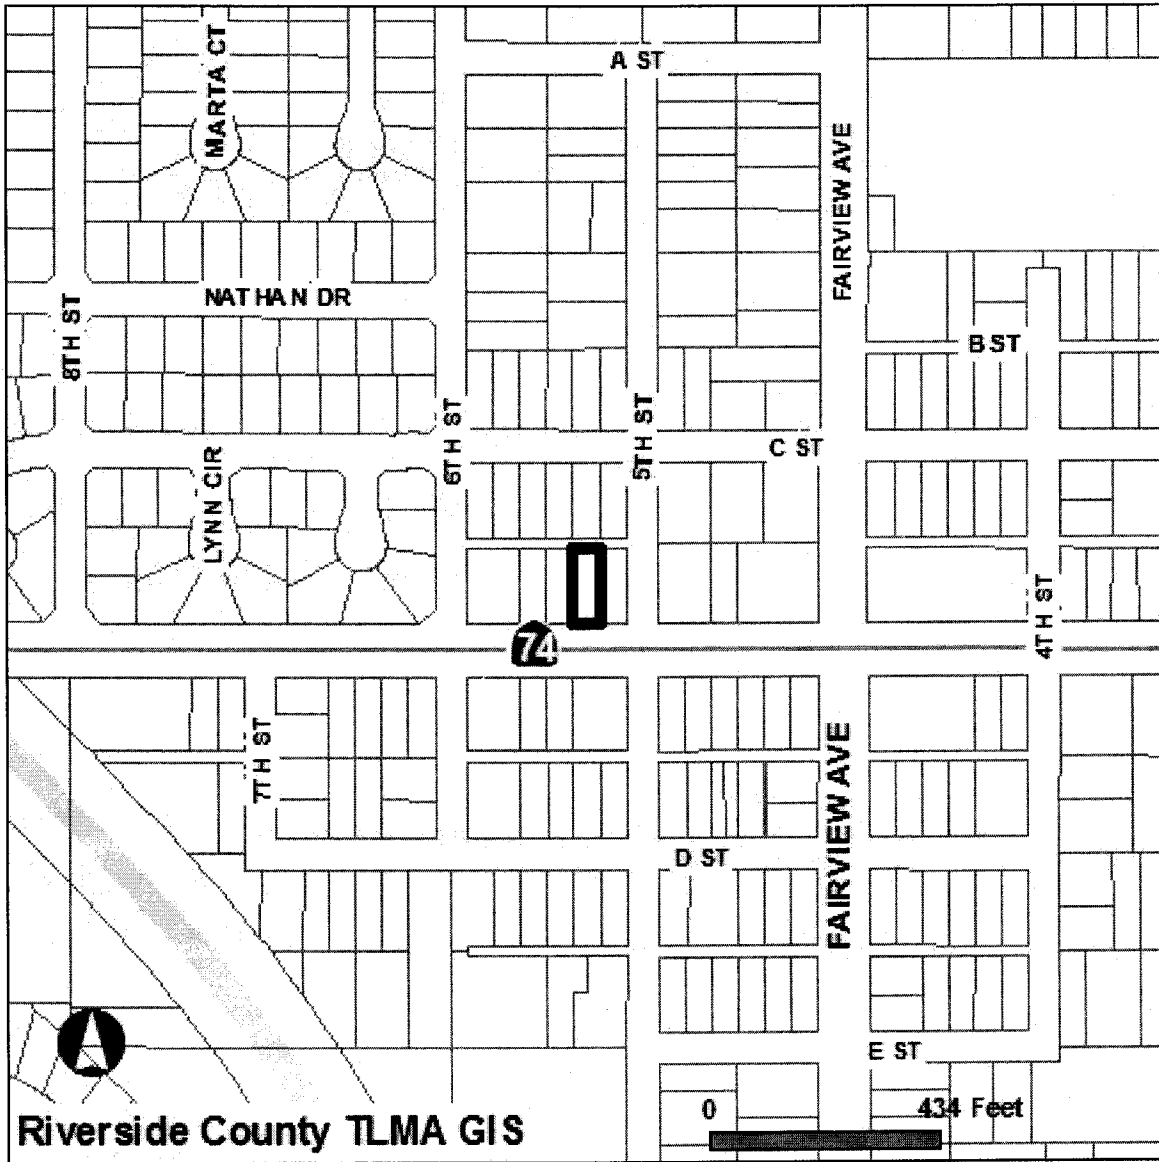 MARTA CT
A ST
FAIRVIEW AVE
NATHAN DR
8TH ST
B ST
6TH ST
5TH ST
C ST
LYNN CIR
4TH ST
74
7TH ST
FAIRVIEW AVE
D ST
E ST
0
434 Feet
Riverside County TLMA GIS